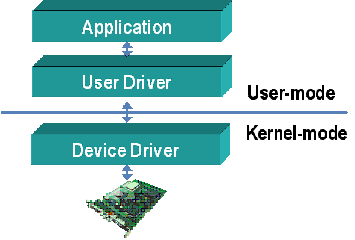 Application
User Driver
User-mode
Kernel-mode
Device Driver